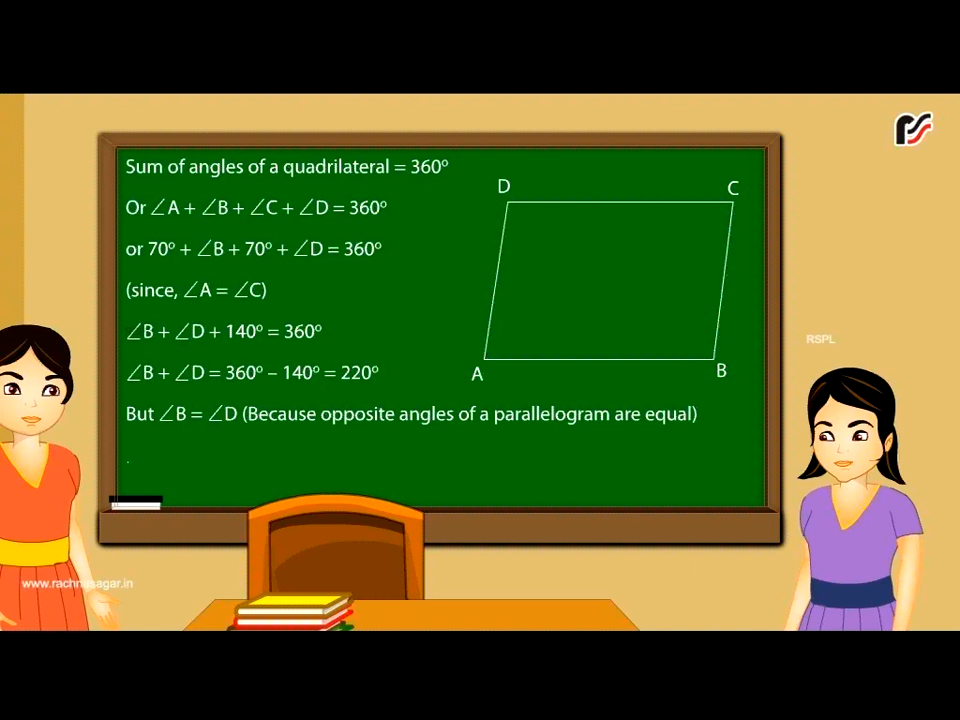 Sum of angles of a quadrilateral = 360º
Or ∠A + ∠B + ∠C + ∠D = 360º
or 70º + ∠B + 70º + ∠D = 360º
(since, ∠A = ∠C)
∠B + ∠D + 140º = 360º
∠B + ∠D = 360º – 140º = 220º
But ∠B = ∠D (Because opposite angles of a parallelogram are equal)
D
C
A
B
RSPL
www.rachnasagar.in